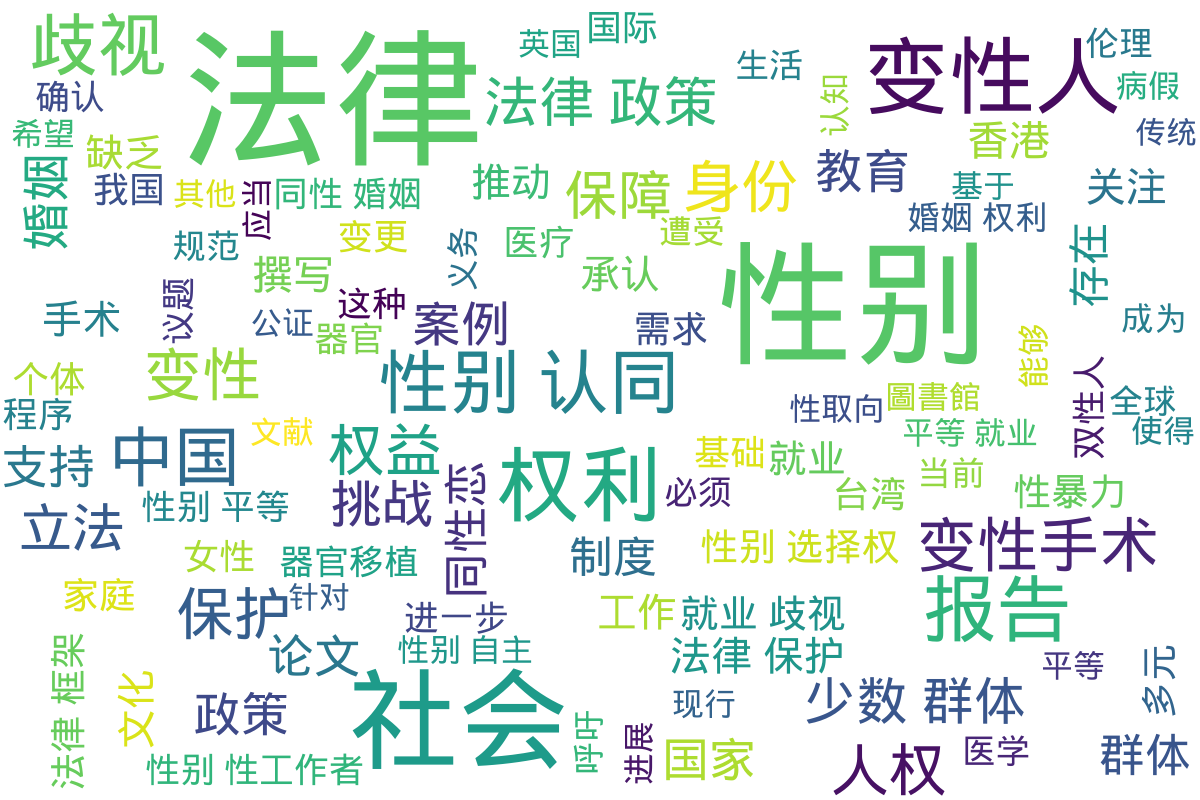 歧视
法律
英国
国际
生活
变性人
伦理
确认
法律 政策
认知
病假
希望
缺乏
香港
传统
婚姻
我国
其他
应当
同性 婚姻
推动
保障
身份
教育
基于
关注
婚姻 权利
规范
变更
义务
医疗
遭受
存在
撰写
承认
性别
议题
这种
手术
公证
器官
案例
需求
成为
能够
个体
变性
性别 认同
双性人
程序
性取向
圖書館
全球
使得
文献
支持
中国
权益
权利
基础
就业
平等 就业
挑战
同性恋
必须
当前
台湾
性暴力
立法
性别 平等
变性手术
女性
器官移植
制度
性别 选择权
家庭
保护
针对
进一步
工作
就业 歧视
报告
论文
性别 自主
法律 保护
平等
多元
法律 框架
文化
政策
社会
现行
少数 群体
呼吁
进展
国家
人权
医学
群体
性别 性工作者